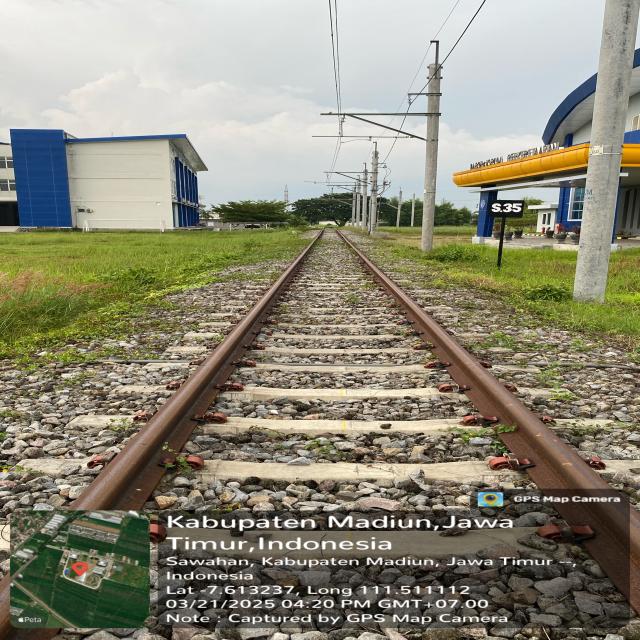 S.35
GPS Map Camera
Kabupaten Madiun,Jawa
Timur,Indonesia
Sawahan, Kabupaten Madiun, Jawa Timur --,
Indonesia
Lat -7.613237, Long 111.511112
03/21/2025 04:20 PM GMT+07.00
Note : Captured by GPS Map Camera
Peta